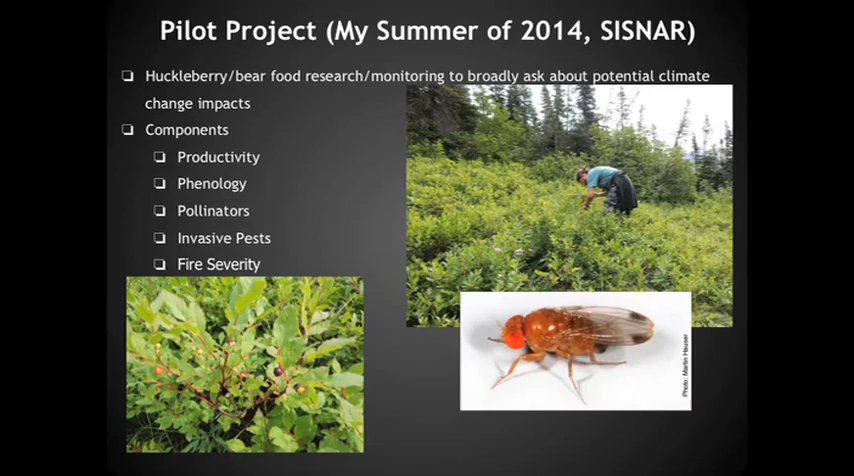 Pilot Project (My Summer of 2014, SISNAR)
❑ Huckleberry/bear food research/monitoring to broadly ask about potential climate
change impacts
❑ Components
❑ Productivity
❑ Phenology
❑ Pollinators
❑ Invasive Pests
❑ Fire Severity
Photo: Martin Hauser